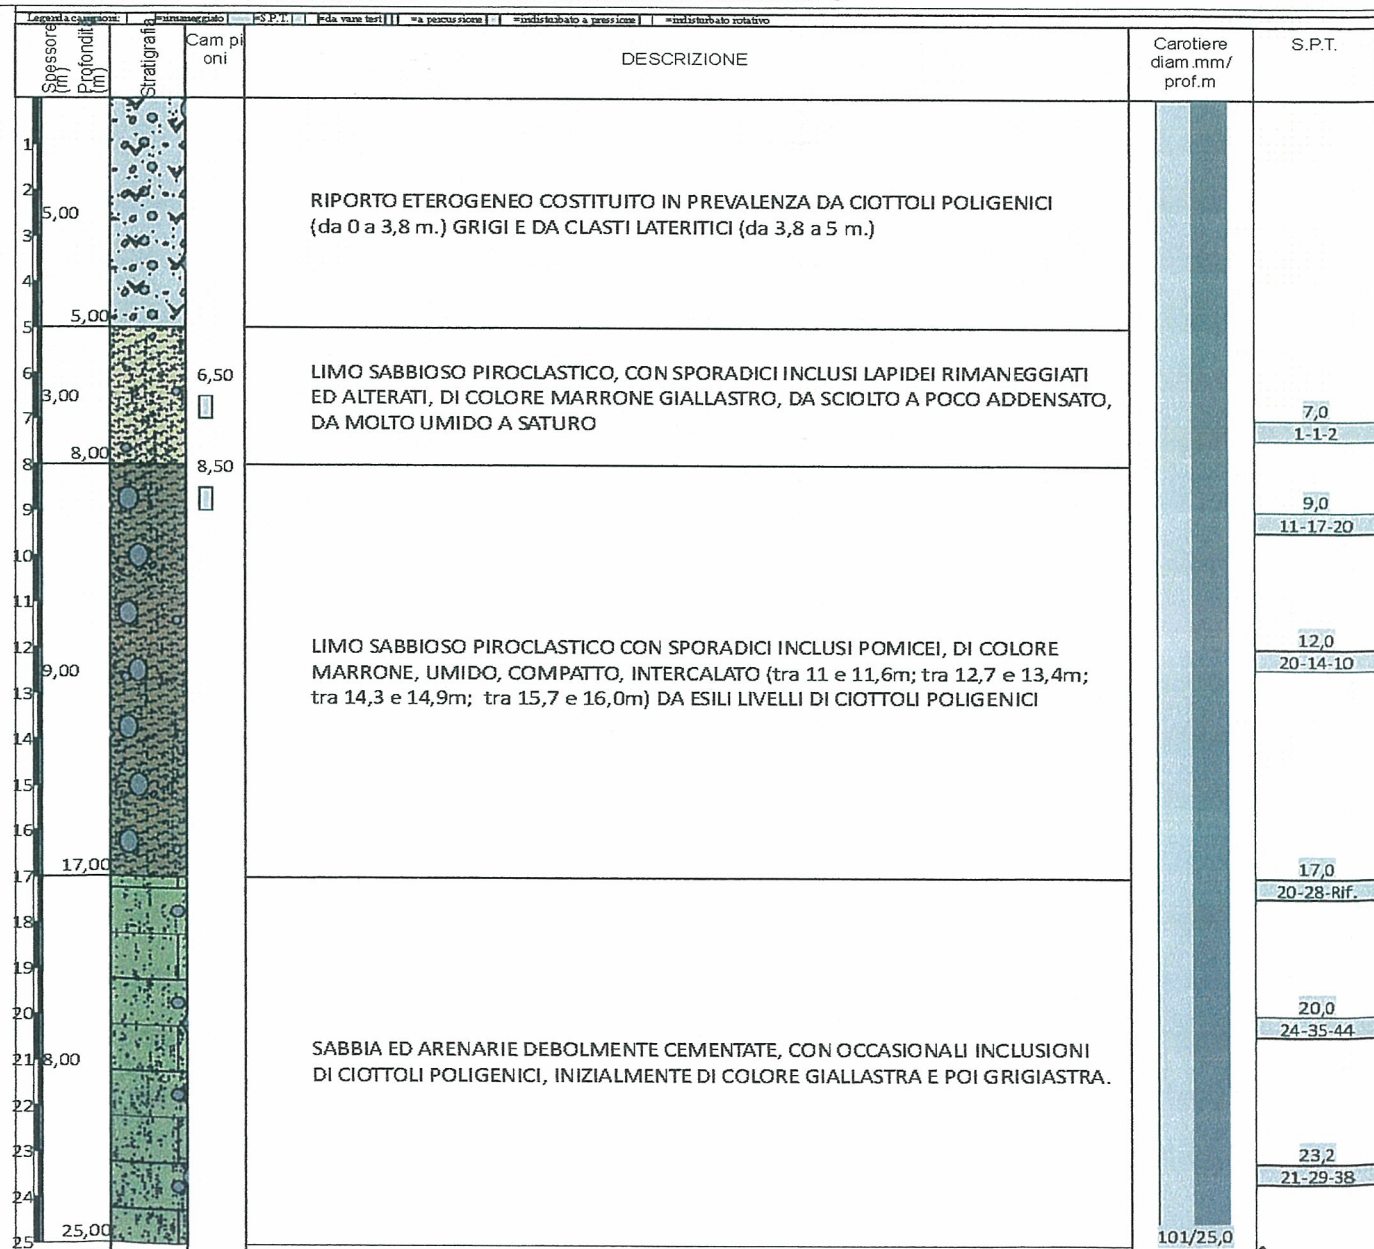 Legenda campioni: =rimaneggiato =S.P.T. =da vane test =a percussione =indisturbato a pressione =indisturbato rotativo
Spessore (m)
Profondità (m)
Stratigrafia
Cam pi
oni
DESCRIZIONE
Carotiere
diam.mm/
prof.m
S.P.T.
1
2
5,00
3
4
5,00
5
RIPORTO ETEROGENEO COSTITUITO IN PREVALENZA DA CIOTTOLI POLIGENICI
(da 0 a 3,8 m.) GRIGI E DA CLASTI LATERITICI (da 3,8 a 5 m.)
6
3,00
7
8,00
8
6,50
8,50
LIMO SABBIOSO PIROCLASTICO, CON SPORADICI INCLUSI LAPIDEI RIMANEGGIATI
ED ALTERATI, DI COLORE MARRONE GIALLASTRO, DA SCIOLTO A POCO ADDENSATO,
DA MOLTO UMIDO A SATURO
7,0
1-1-2
9
10
11
12
9,00
13
14
15
16
17,00
17
LIMO SABBIOSO PIROCLASTICO CON SPORADICI INCLUSI POMICEI, DI COLORE
MARRONE, UMIDO, COMPATTO, INTERCALATO (tra 11 e 11,6m; tra 12,7 e 13,4m;
tra 14,3 e 14,9m; tra 15,7 e 16,0m) DA ESILI LIVELLI DI CIOTTOLI POLIGENICI
9,0
11-17-20
12,0
20-14-10
17,0
20-28-Rif.
18
19
20
21
8,00
22
23
24
25,00
25
SABBIA ED ARENARIE DEBOLMENTE CEMENTATE, CON OCCASIONALI INCLUSIONI
DI CIOTTOLI POLIGENICI, INIZIALMENTE DI COLORE GIALLASTRA E POI GRIGIASTRA.
20,0
24-35-44
23,2
21-29-38
101/25,0